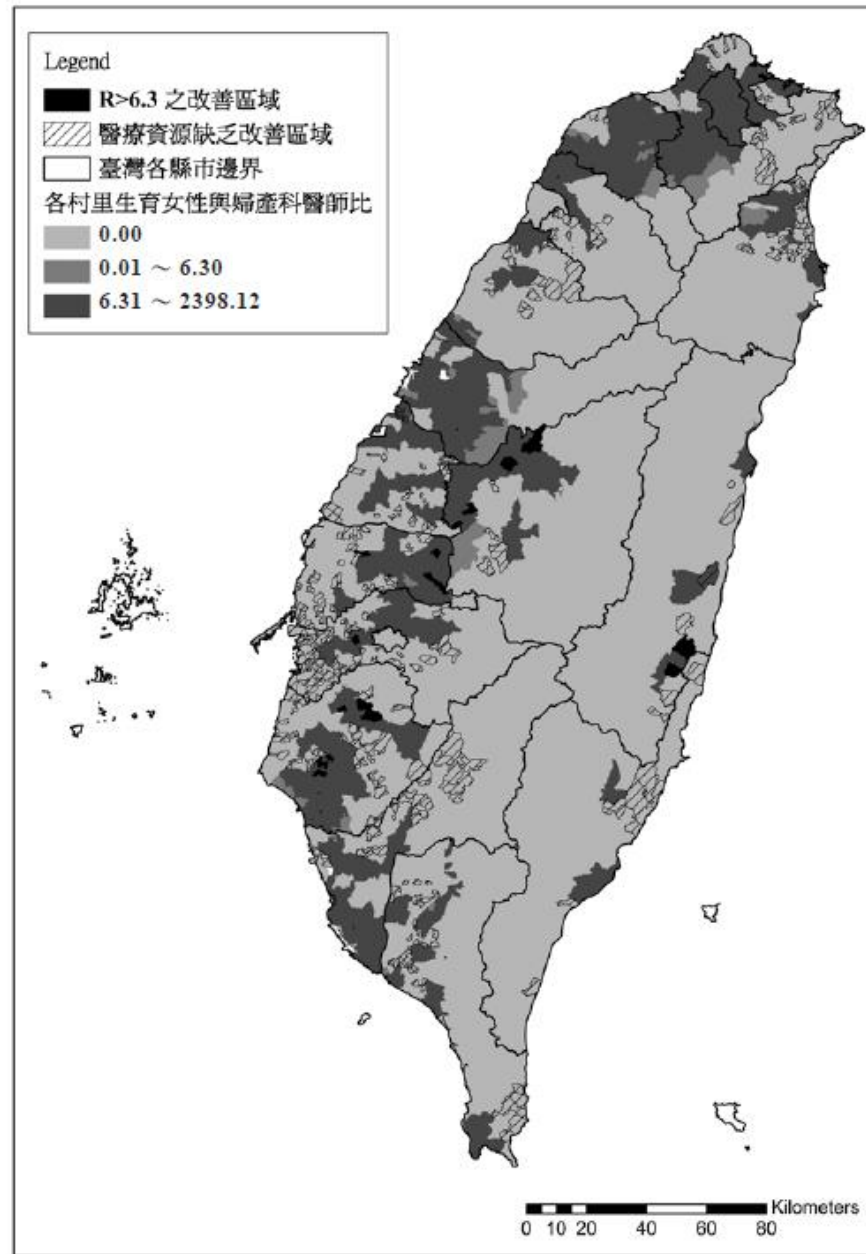 Legend
R>6.3 之改善區域
醫療資源缺乏改善區域
臺灣各縣市邊界
各村里生育女性與婦產科醫師比
0.00
0.01 ～ 6.30
6.31 ～ 2398.12
Kilometers
0 10 20 40 60 80